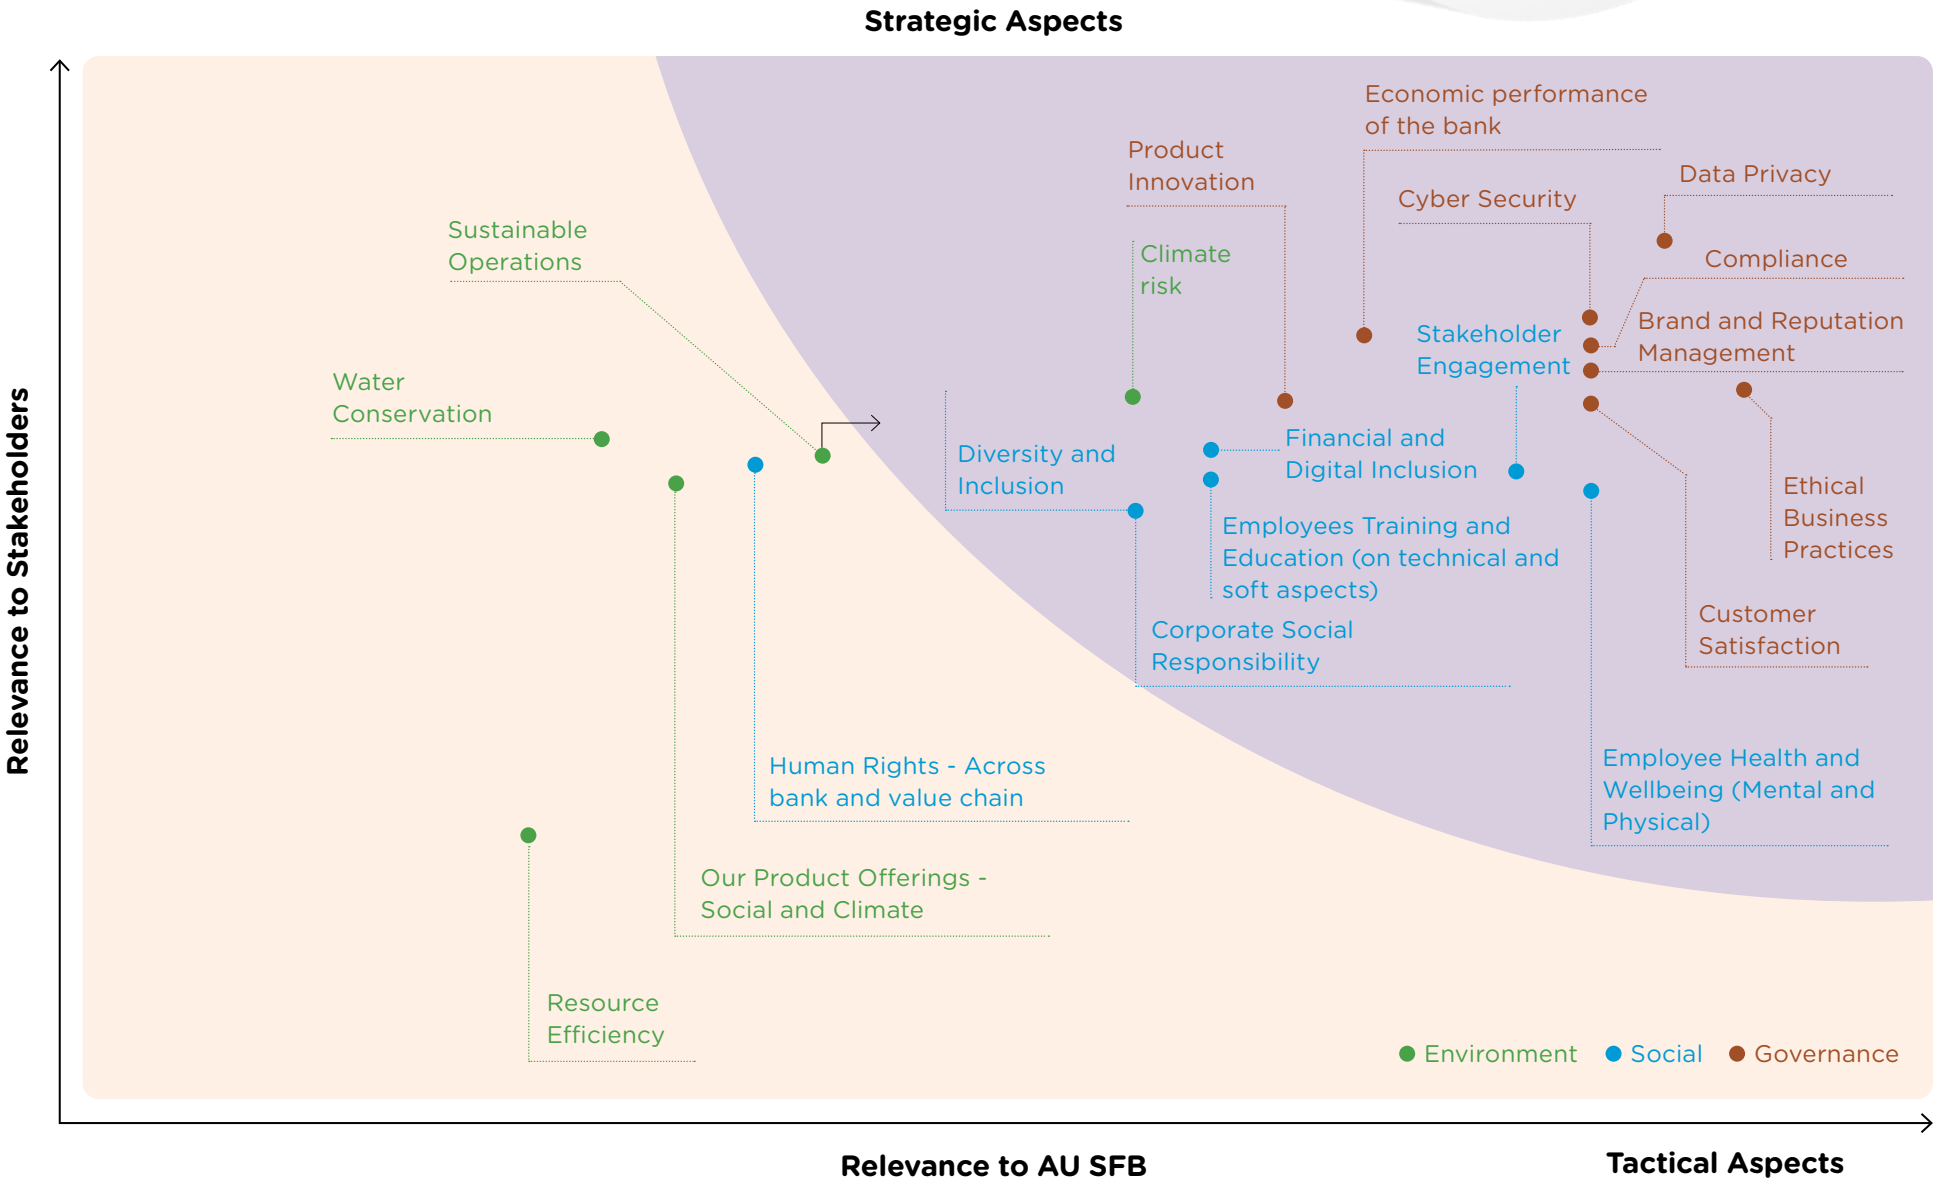 Strategic Aspects
Relevance to Stakeholders
Economic performance
of the bank
Product
Innovation
Data Privacy
Cyber Security
Sustainable
Operations
Climate
risk
Compliance
Brand and Reputation
Management
Stakeholder
Engagement
Water
Conservation
Diversity and
Inclusion
Financial and
Digital Inclusion
Ethical
Business
Practices
Employees Training and
Education (on technical and
soft aspects)
Customer
Satisfaction
Corporate Social
Responsibility
Human Rights - Across
bank and value chain
Employee Health and
Wellbeing (Mental and
Physical)
Our Product Offerings -
Social and Climate
Resource
Efficiency
Environment
Social
Governance
Relevance to AU SFB
Tactical Aspects